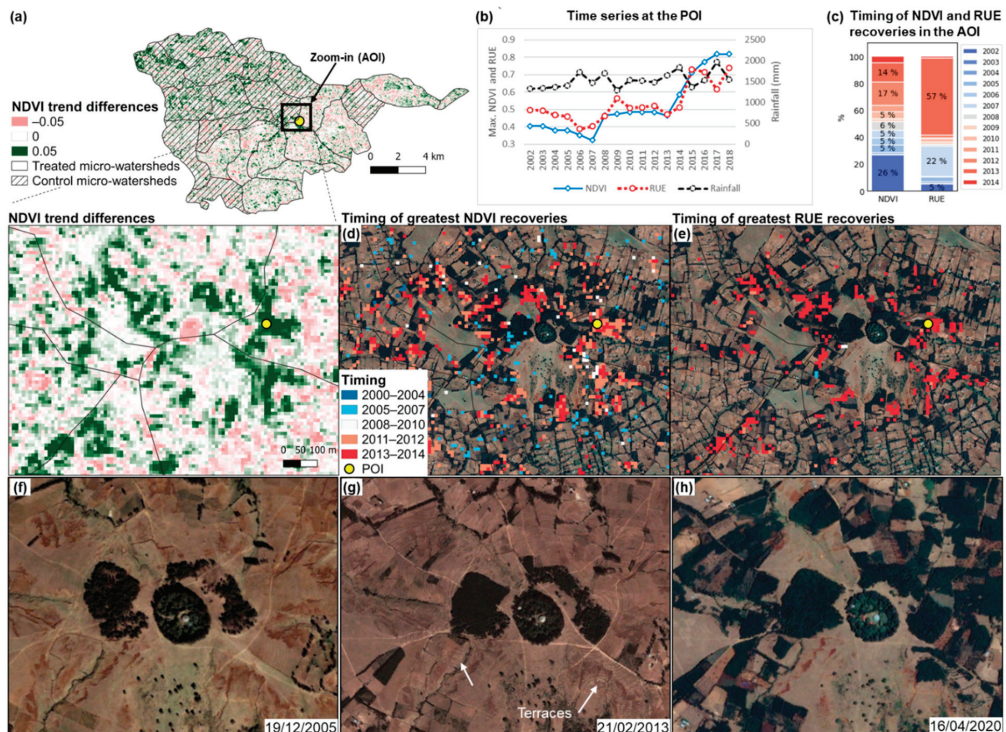 (a)
Zoom-in (AOI)
NDVI trend differences
−0.05
0
0.05
Treated micro-watersheds
Control micro-watersheds
0 2 4 km
(b)
Time series at the POI
Max. NDVI and RUE
0.9
0.8
0.7
0.6
0.5
0.4
0.3
2500
2000
1500
1000
500
0
Rainfall (mm)
2002 2003 2004 2005 2006 2007 2008 2009 2010 2011 2012 2013 2014 2015 2016 2017 2018
NDVI RUE Rainfall
(c)
Timing of NDVI and RUE
recoveries in the AOI
%
100
80
60
40
20
0
14 %
17 %
5 %
6 %
5 %
5 %
5 %
26 %
57 %
22 %
5 %
NDVI RUE
2002
2003
2004
2005
2006
2007
2008
2009
2010
2011
2012
2013
2014
NDVI trend differences
0 50 100 m
Timing of greatest NDVI recoveries
(d)
Timing
2000–2004
2005–2007
2008–2010
2011–2012
2013–2014
POI
Timing of greatest RUE recoveries
(e)
(f)
19/12/2005
(g)
Terraces
21/02/2013
(h)
16/04/2020